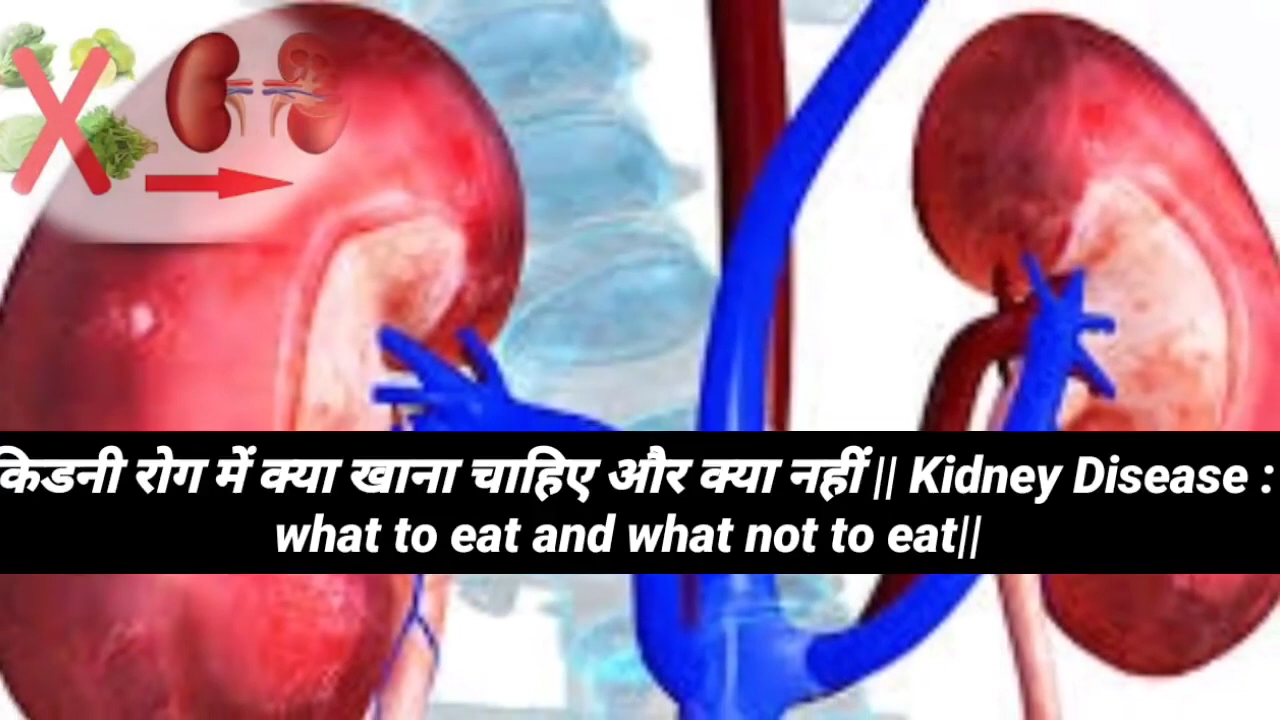 किडनी रोग में क्या खाना चाहिए और क्या नहीं || Kidney Disease :
what to eat and what not to eat||